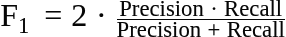 F₁ = 2 · Precision · Recall / Precision + Recall